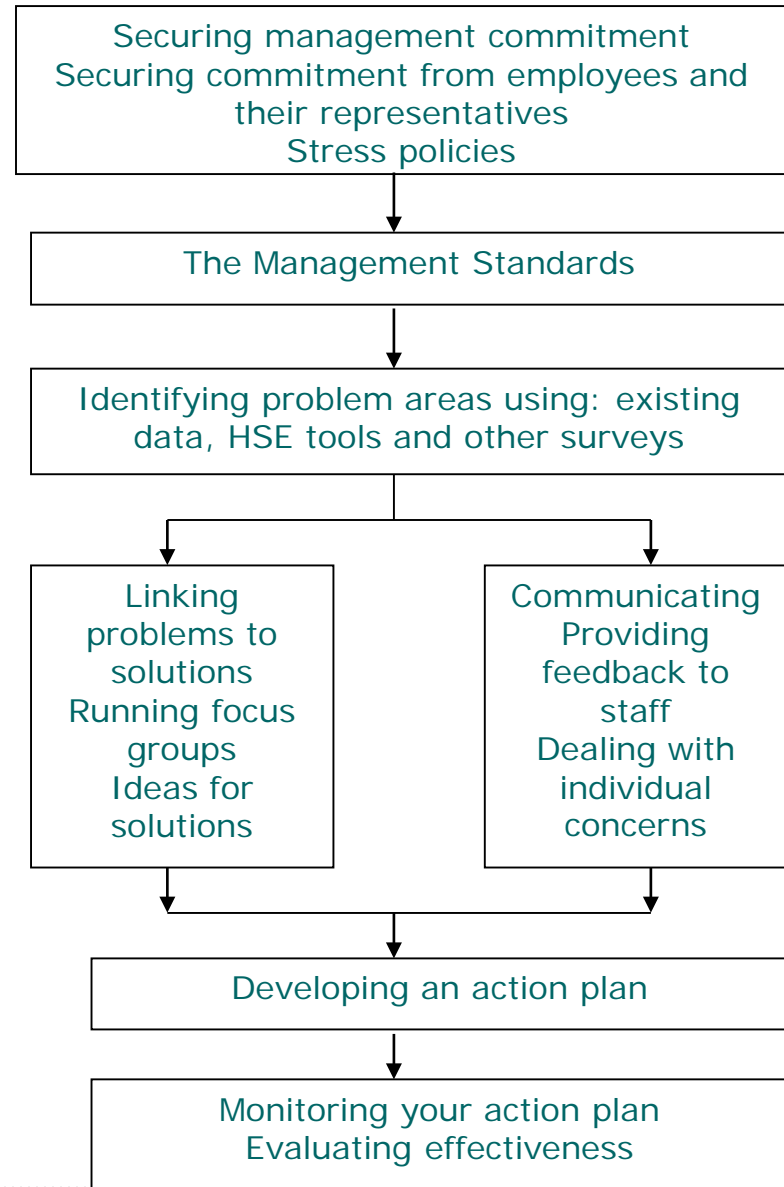 Securing management commitment
Securing commitment from employees and
their representatives
Stress policies
The Management Standards
Identifying problem areas using: existing
data, HSE tools and other surveys
Linking
problems to
solutions
Running focus
groups
Ideas for
solutions
Communicating
Providing
feedback to
staff
Dealing with
individual
concerns
Developing an action plan
Monitoring your action plan
Evaluating effectiveness